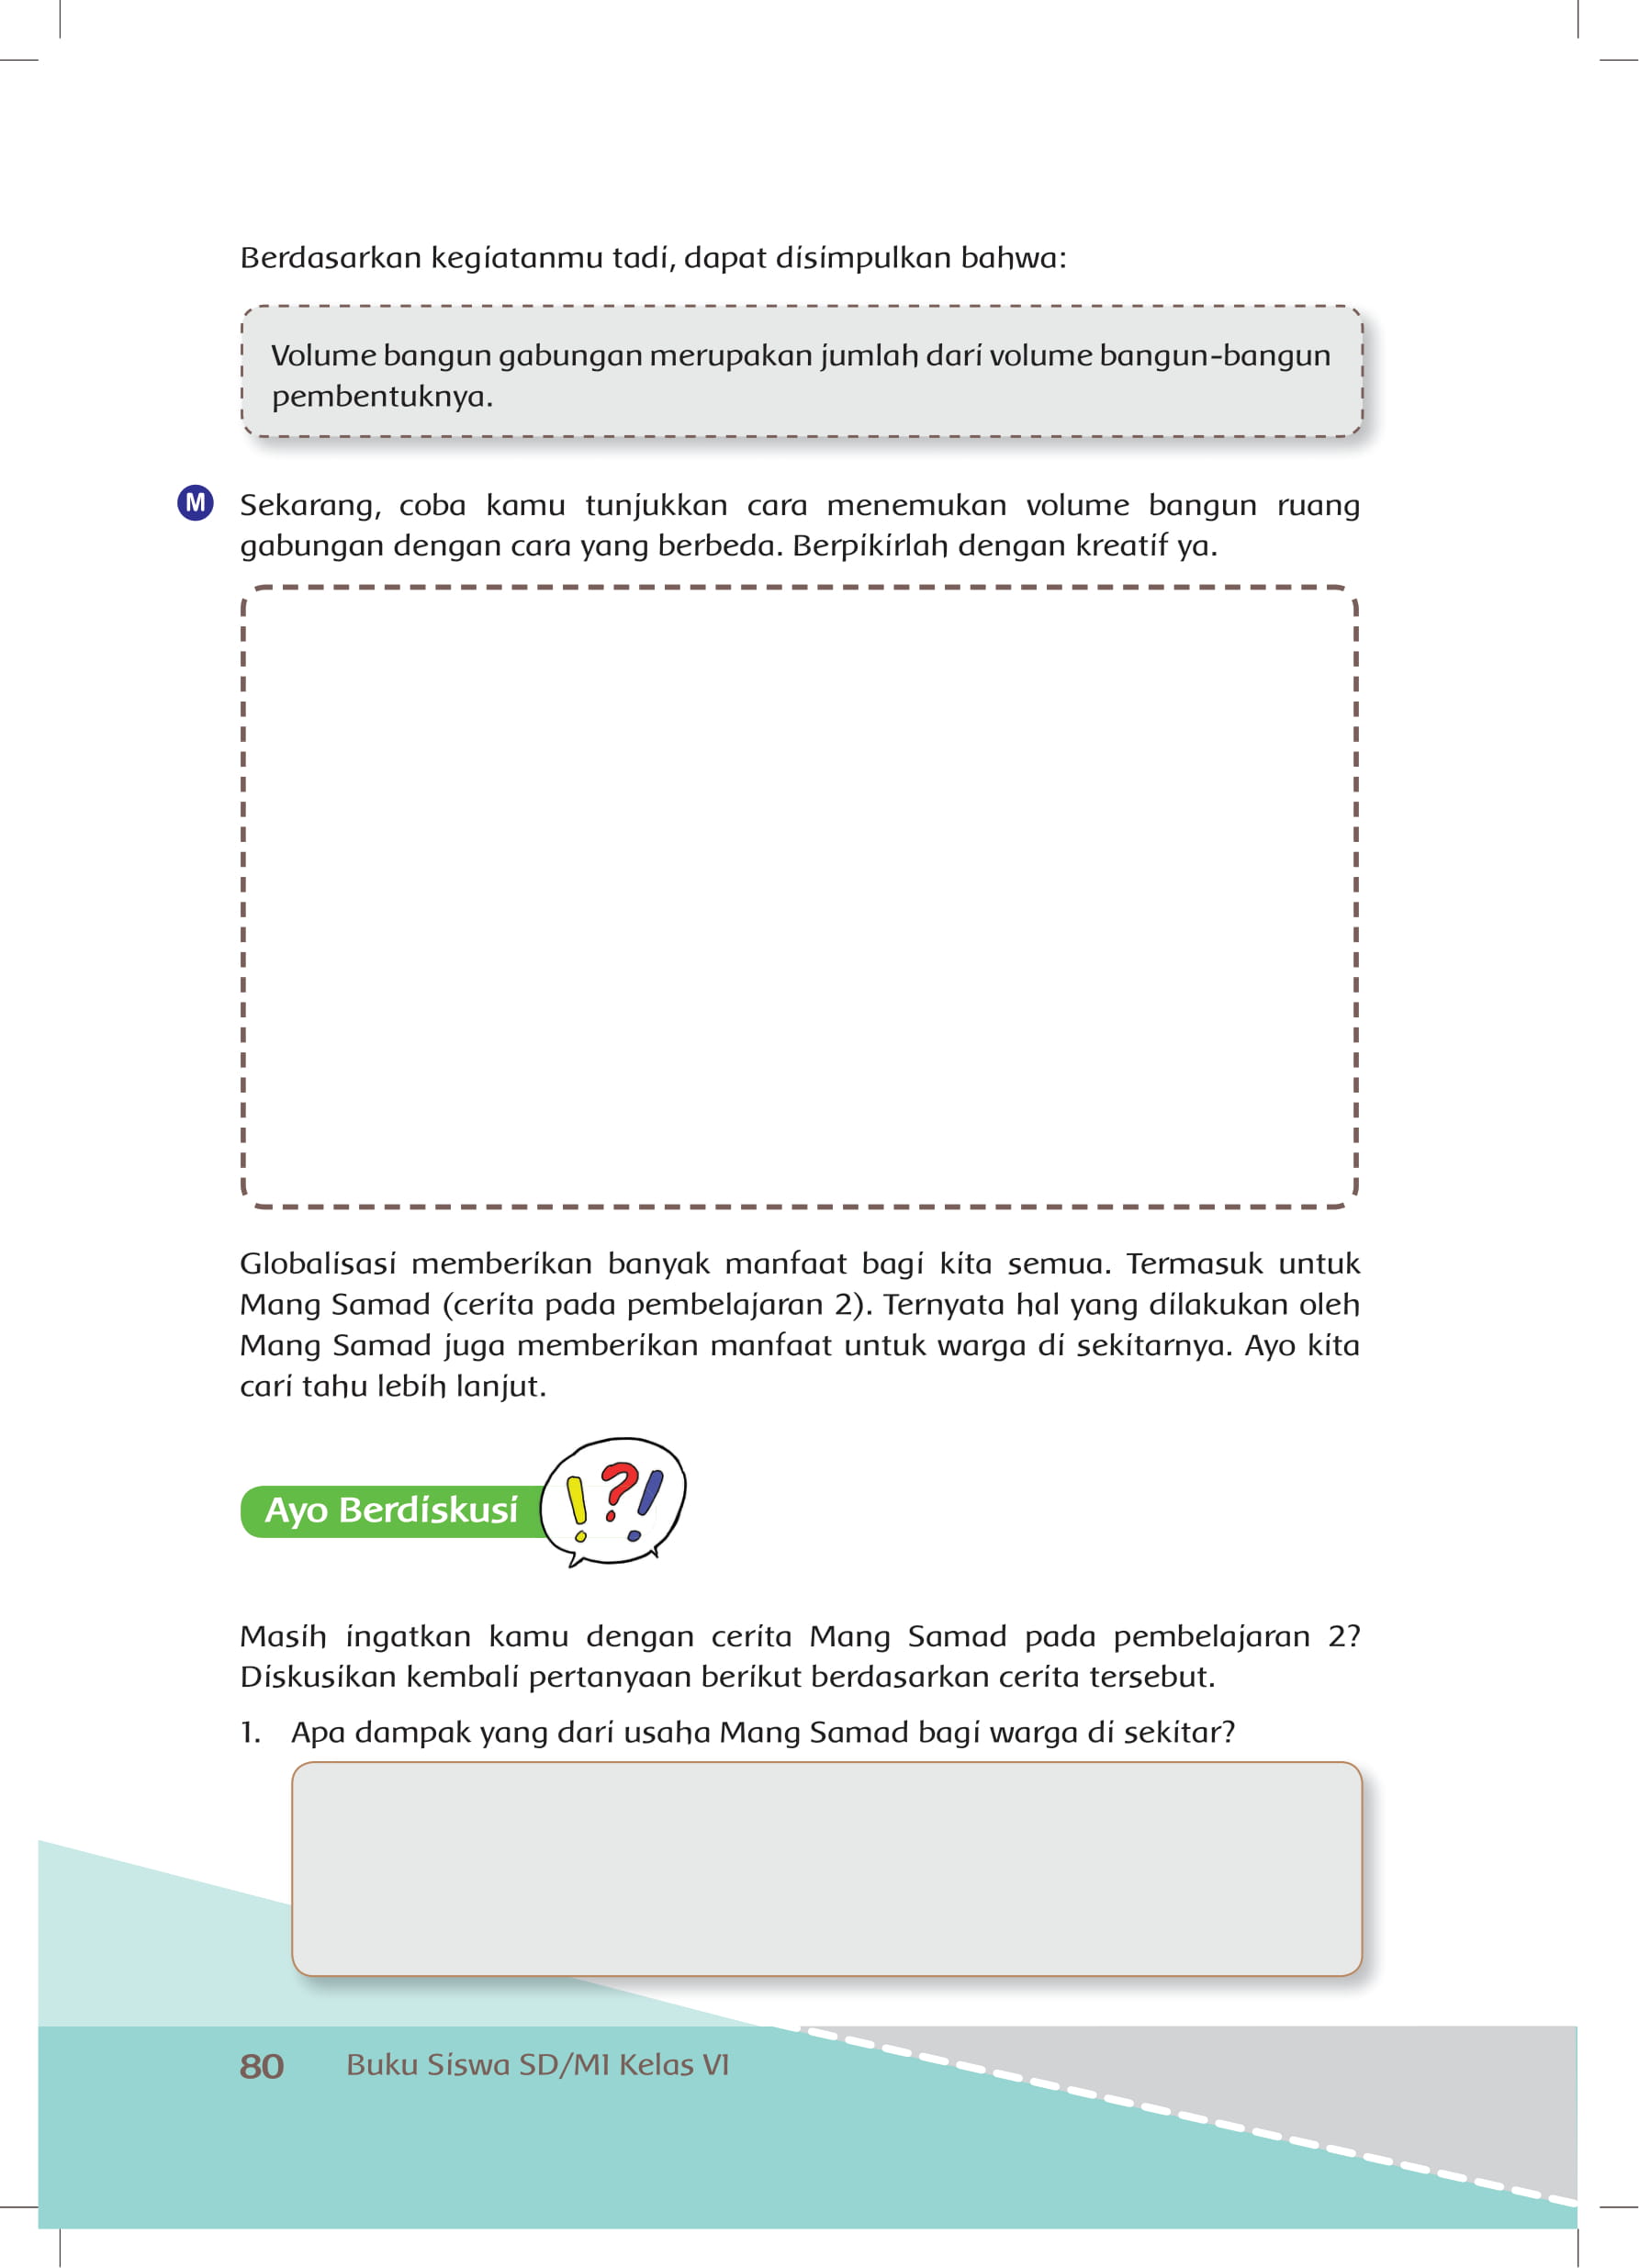 Berdasarkan kegiatanmu tadi, dapat disimpulkan bahwa:
Volume bangun gabungan merupakan jumlah dari volume bangun-bangun
pembentuknya.
M
Sekarang, coba kamu tunjukkan cara menemukan volume bangun ruang
gabungan dengan cara yang berbeda. Berpikirlah dengan kreatif ya.
Globalisasi memberikan banyak manfaat bagi kita semua. Termasuk untuk
Mang Samad (cerita pada pembelajaran 2). Ternyata hal yang dilakukan oleh
Mang Samad juga memberikan manfaat untuk warga di sekitarnya. Ayo kita
cari tahu lebih lanjut.
Ayo Berdiskusi
!?!
Masih ingatkan kamu dengan cerita Mang Samad pada pembelajaran 2?
Diskusikan kembali pertanyaan berikut berdasarkan cerita tersebut.
1. Apa dampak yang dari usaha Mang Samad bagi warga di sekitar?
80 Buku Siswa SD/MI Kelas VI